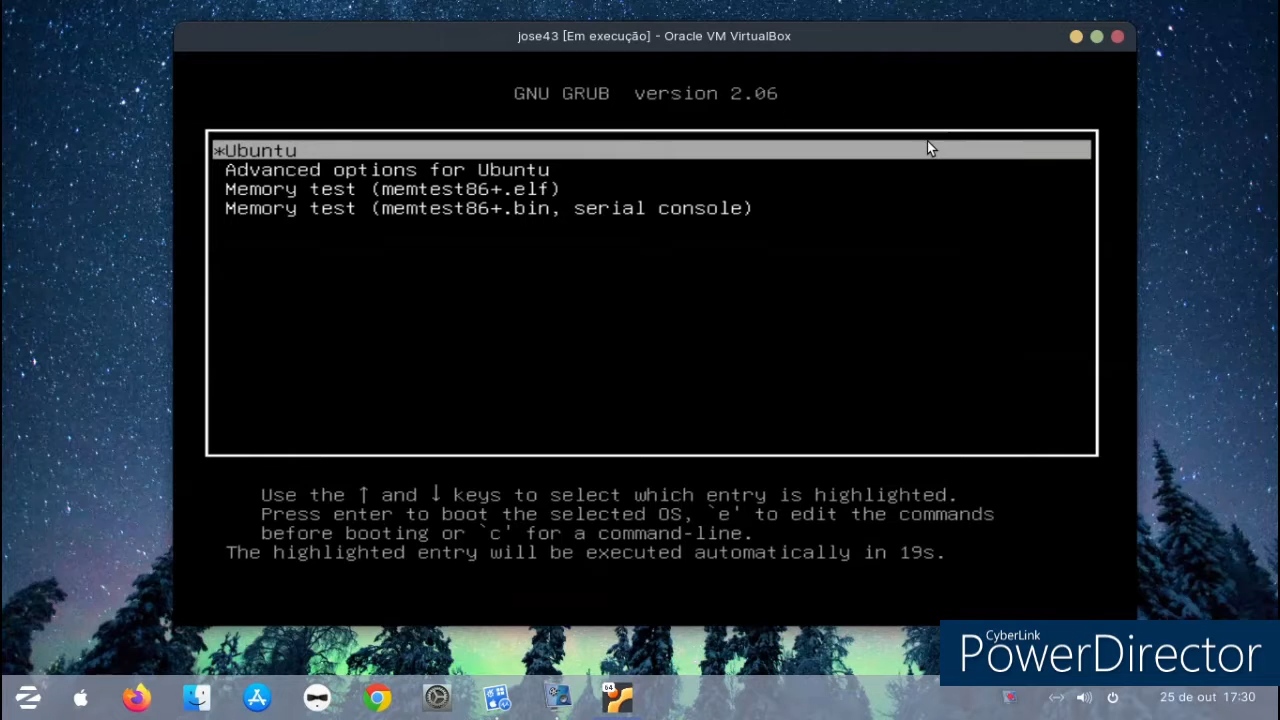 jose43 [Em execução] - Oracle VM VirtualBox
GNU GRUB version 2.06
*Ubuntu
Advanced options for Ubuntu
Memory test (memtest86+.elf)
Memory test (memtest86+.bin, serial console)
Use the ↑ and ↓ keys to select which entry is highlighted.
Press enter to boot the selected OS, `e' to edit the commands
before booting or `c' for a command-line.
The highlighted entry will be executed automatically in 19s.
CyberLink
PowerDirector
64
25 de out 17:30